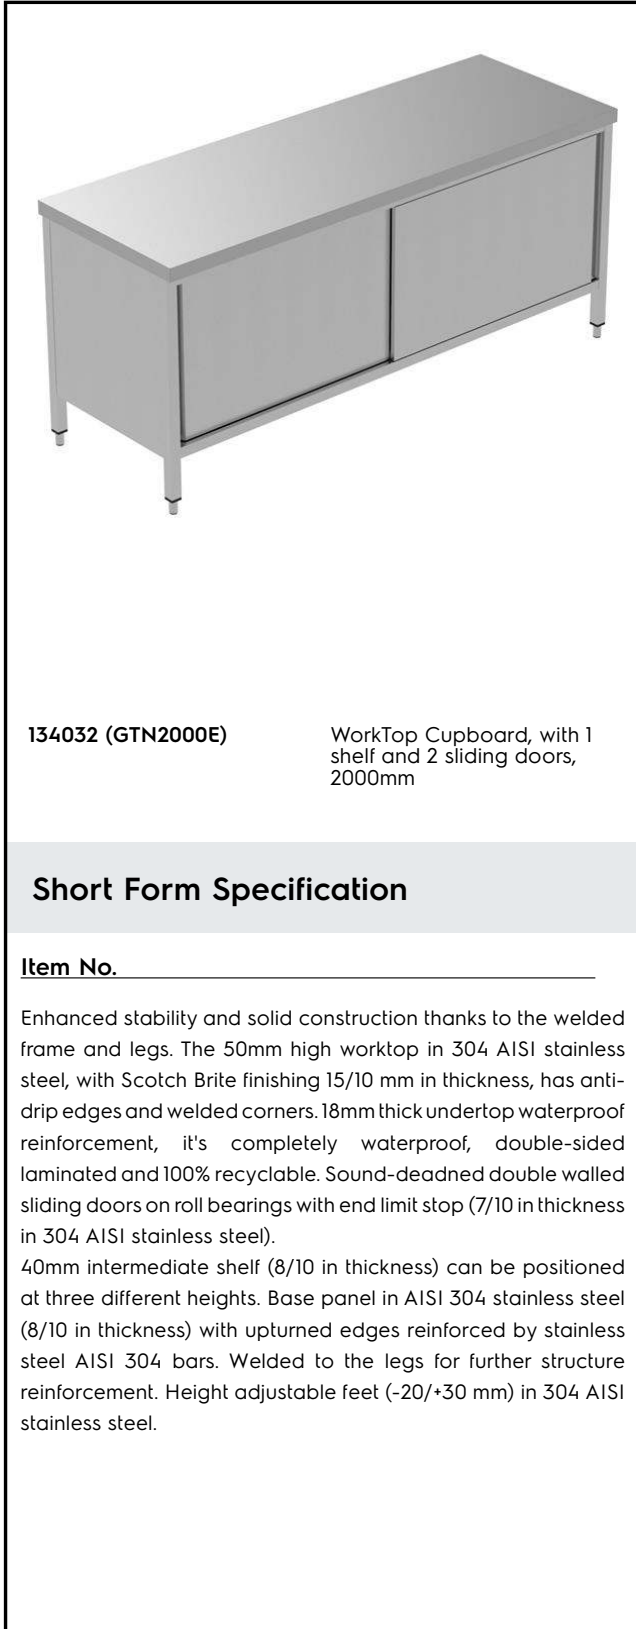 134032 (GTN2000E)
WorkTop Cupboard, with 1
shelf and 2 sliding doors,
2000mm
Short Form Specification
Item No.
Enhanced stability and solid construction thanks to the welded
frame and legs. The 50mm high worktop in 304 AISI stainless
steel, with Scotch Brite finishing 15/10 mm in thickness, has anti-
drip edges and welded corners. 18mm thick undertop waterproof
reinforcement, it's completely waterproof, double-sided
laminated and 100% recyclable. Sound-deadned double walled
sliding doors on roll bearings with end limit stop (7/10 in thickness
in 304 AISI stainless steel).
40mm intermediate shelf (8/10 in thickness) can be positioned
at three different heights. Base panel in AISI 304 stainless steel
(8/10 in thickness) with upturned edges reinforced by stainless
steel AISI 304 bars. Welded to the legs for further structure
reinforcement. Height adjustable feet (-20/+30 mm) in 304 AISI
stainless steel.